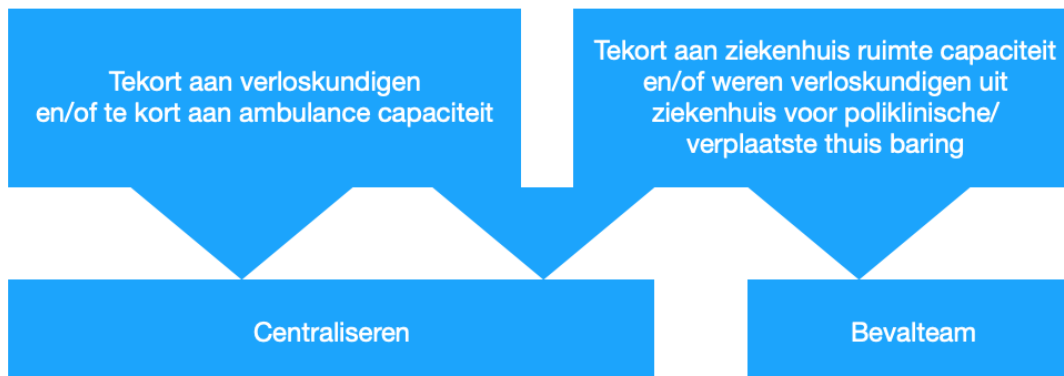 Tekort aan verloskundigen
en/of te kort aan ambulance capaciteit
Tekort aan ziekenhuis ruimte capaciteit
en/of weren verloskundigen uit
ziekenhuis voor poliklinische/
verplaatste thuis baring
Centraliseren
Bevalteam